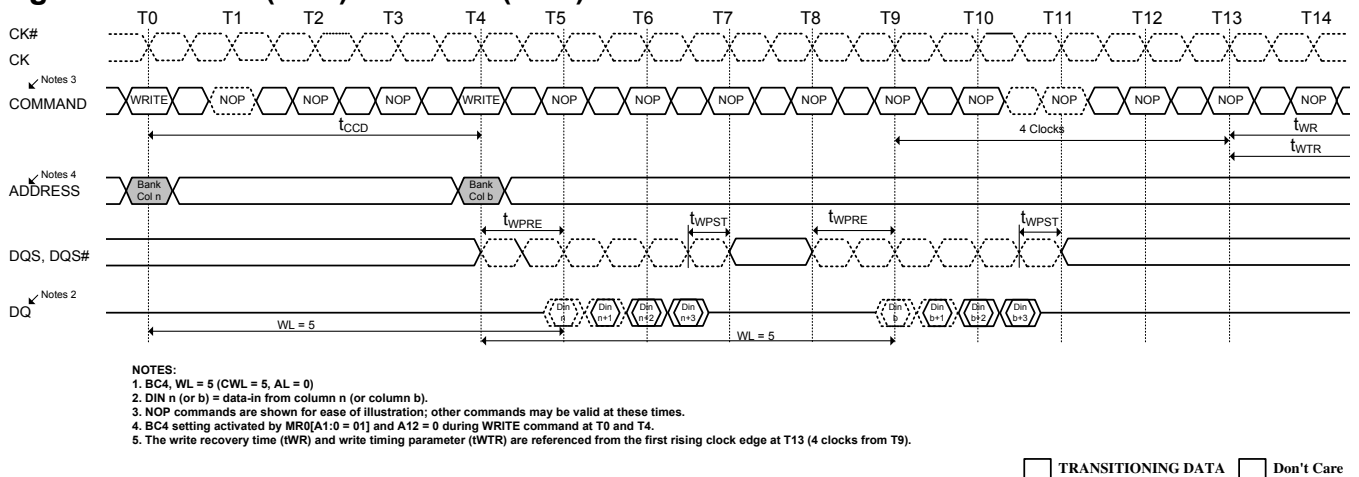 T0 T1 T2 T3 T4 T5 T6 T7 T8 T9 T10 T11 T12 T13 T14
CK#
CK
Notes 3
COMMAND WRITE NOP NOP NOP WRITE NOP NOP NOP NOP NOP NOP NOP NOP NOP NOP
tCCD 4 Clocks tWR
tWTR
Notes 4
ADDRESS
Bank Col n
Bank Col b
tWPRE tWPST tWPRE tWPST
DQS, DQS#
Notes 2
DQ
Din n
Din n+1
Din n+2
Din n+3
Din b
Din b+1
Din b+2
Din b+3
WL = 5
WL = 5
NOTES:
1. BC4, WL = 5 (CWL = 5, AL = 0)
2. DIN n (or b) = data-in from column n (or column b).
3. NOP commands are shown for ease of illustration; other commands may be valid at these times.
4. BC4 setting activated by MR0[A1:0 = 01] and A12 = 0 during WRITE command at T0 and T4.
5. The write recovery time (tWR) and write timing parameter (tWTR) are referenced from the first rising clock edge at T13 (4 clocks from T9).
TRANSITIONING DATA Don't Care